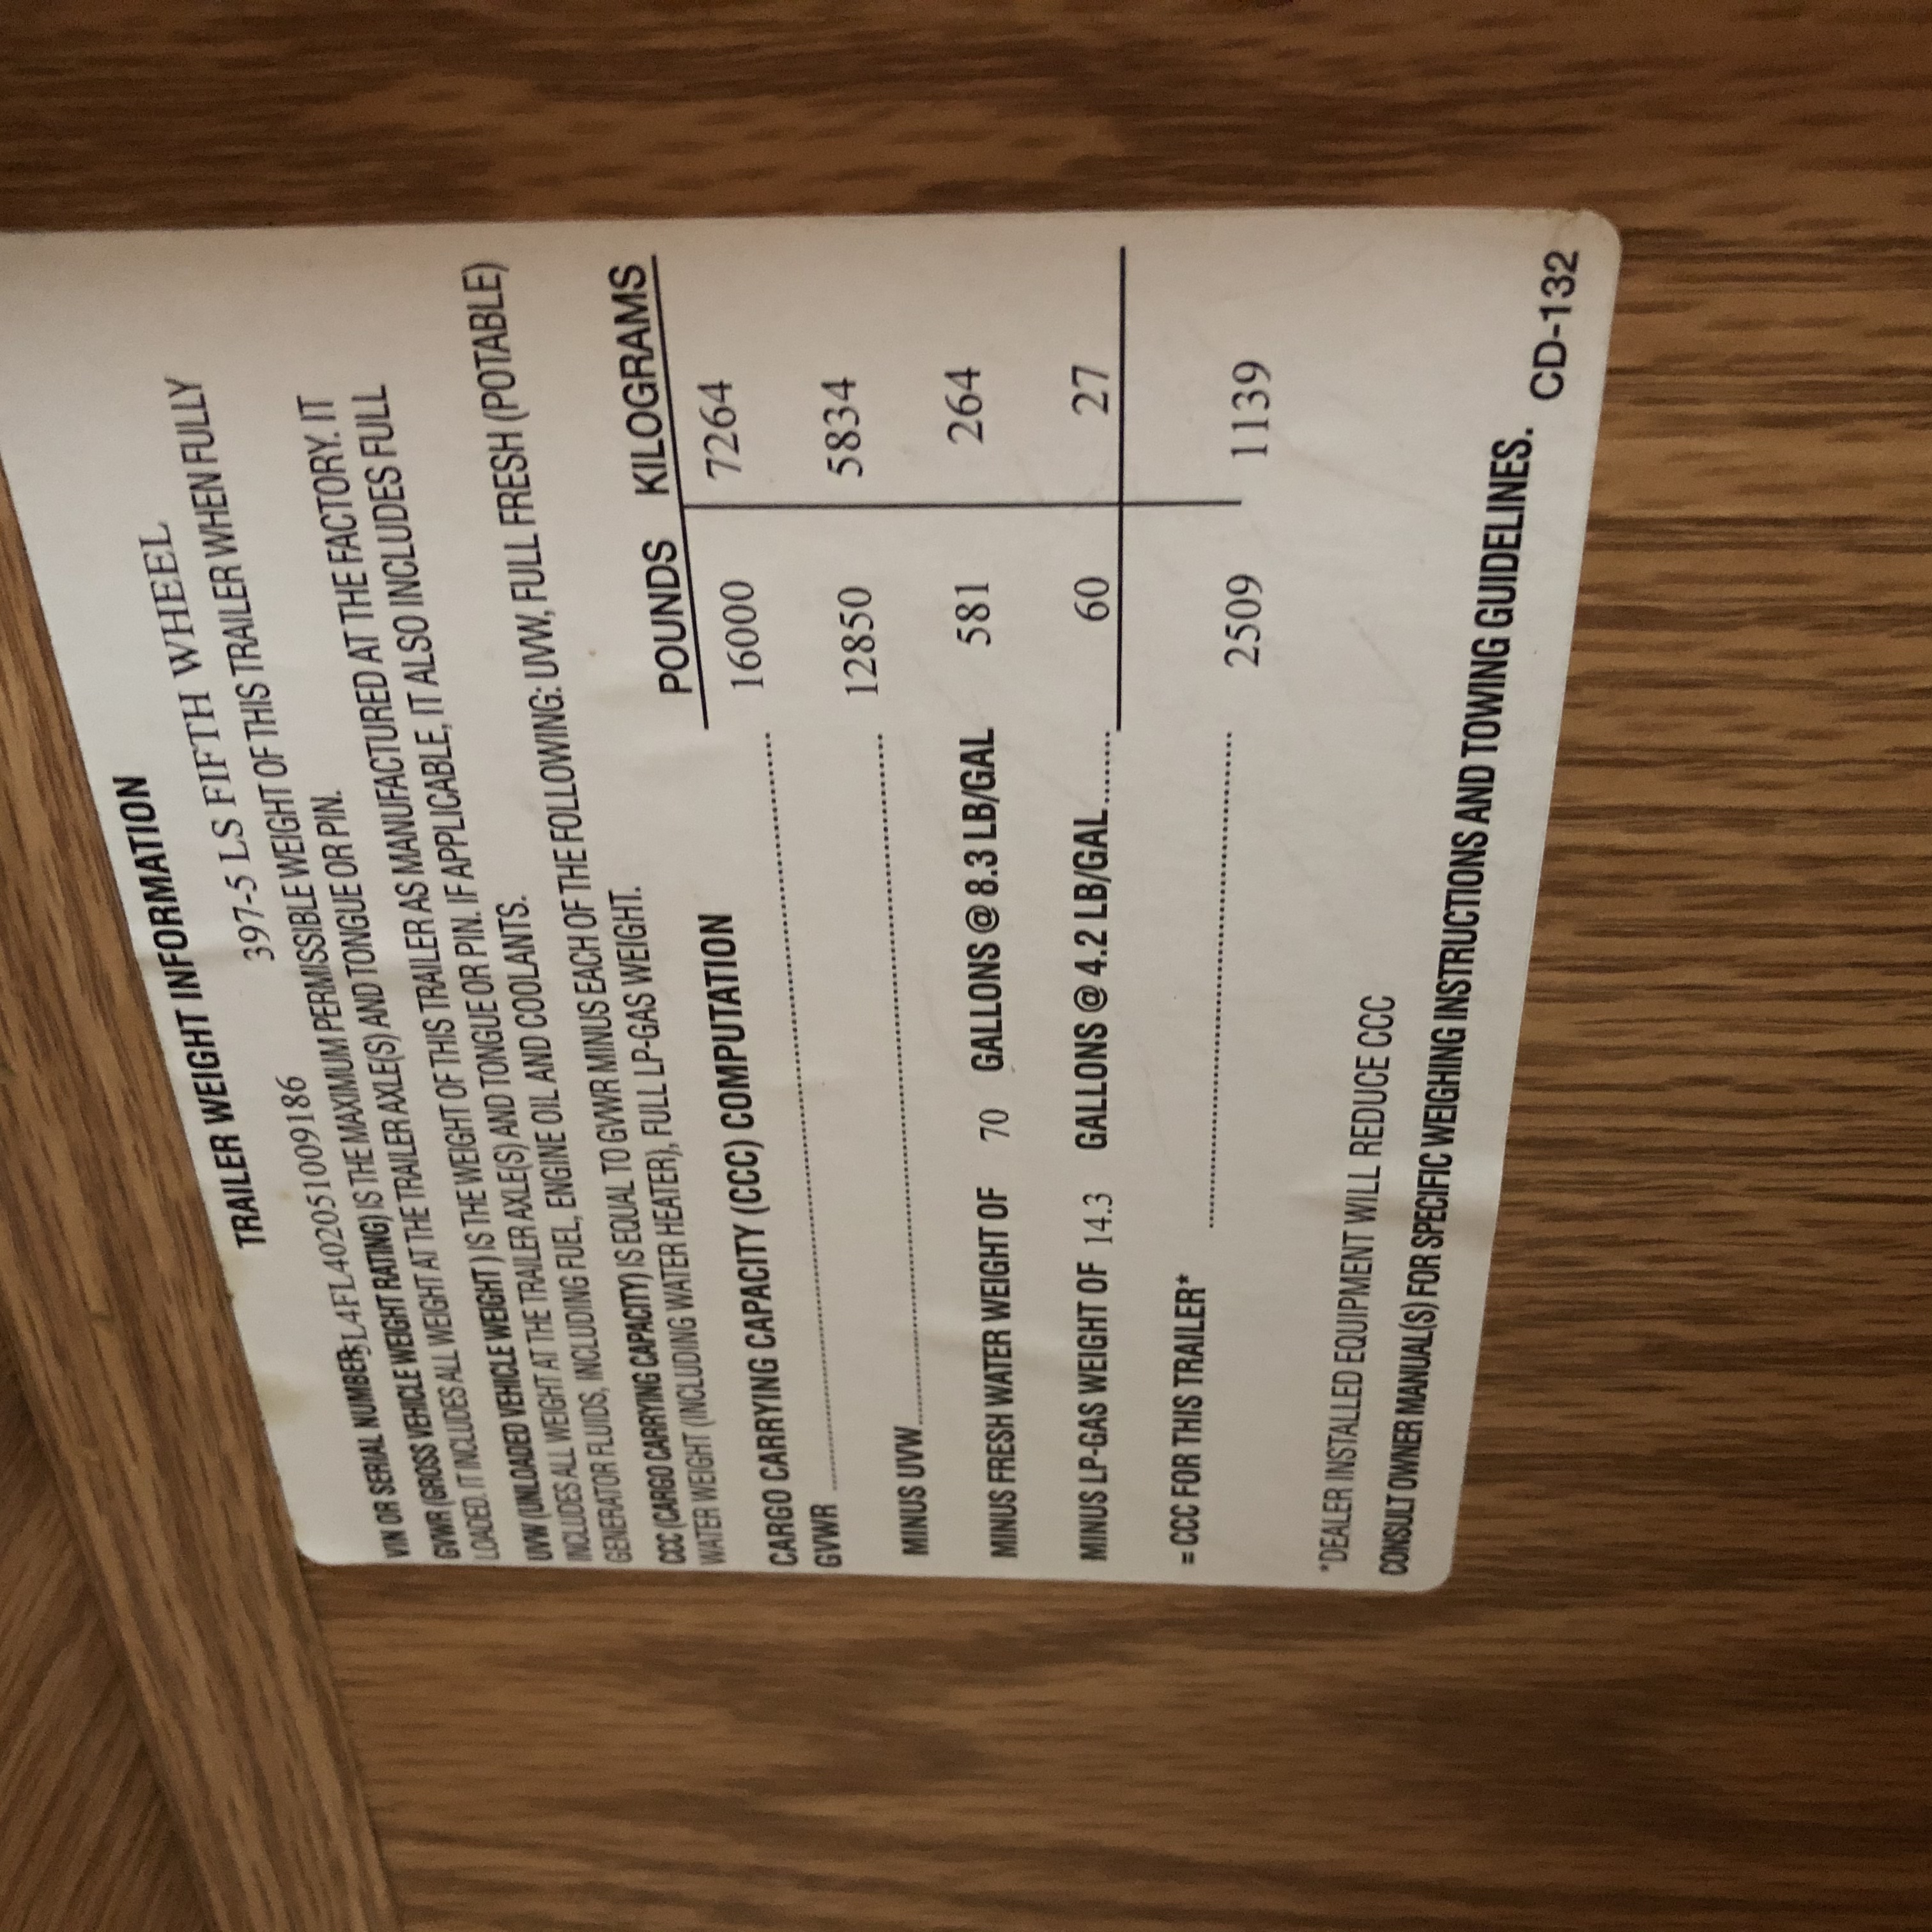 TRAILER WEIGHT INFORMATION
397-5 LS FIFTH WHEEL
VIN OR SERIAL NUMBER: L4FL402051009186
GVWR (GROSS VEHICLE WEIGHT RATING) IS THE MAXIMUM PERMISSIBLE WEIGHT OF THIS TRAILER WHEN FULLY
LOADED. IT INCLUDES ALL WEIGHT AT THE TRAILER AXLE(S) AND TONGUE OR PIN.
UVW (UNLOADED VEHICLE WEIGHT) IS THE WEIGHT OF THIS TRAILER AS MANUFACTURED AT THE FACTORY. IT
INCLUDES ALL WEIGHT AT THE TRAILER AXLE(S) AND TONGUE OR PIN. IF APPLICABLE, IT ALSO INCLUDES FULL
GENERATOR FLUIDS, INCLUDING FUEL, ENGINE OIL AND COOLANTS.
CCC (CARGO CARRYING CAPACITY) IS EQUAL TO GVWR MINUS EACH OF THE FOLLOWING: UVW, FULL FRESH (POTABLE)
WATER WEIGHT (INCLUDING WATER HEATER), FULL LP-GAS WEIGHT.
CARGO CARRYING CAPACITY (CCC) COMPUTATION POUNDS KILOGRAMS
GVWR 16000 7264
MINUS UVW 12850 5834
MINUS FRESH WATER WEIGHT OF 70 GALLONS @ 8.3 LB/GAL 581 264
MINUS LP-GAS WEIGHT OF 14.3 GALLONS @ 4.2 LB/GAL 60 27
= CCC FOR THIS TRAILER* 2509 1139
*DEALER INSTALLED EQUIPMENT WILL REDUCE CCC
CONSULT OWNER MANUAL(S) FOR SPECIFIC WEIGHING INSTRUCTIONS AND TOWING GUIDELINES. CD-132